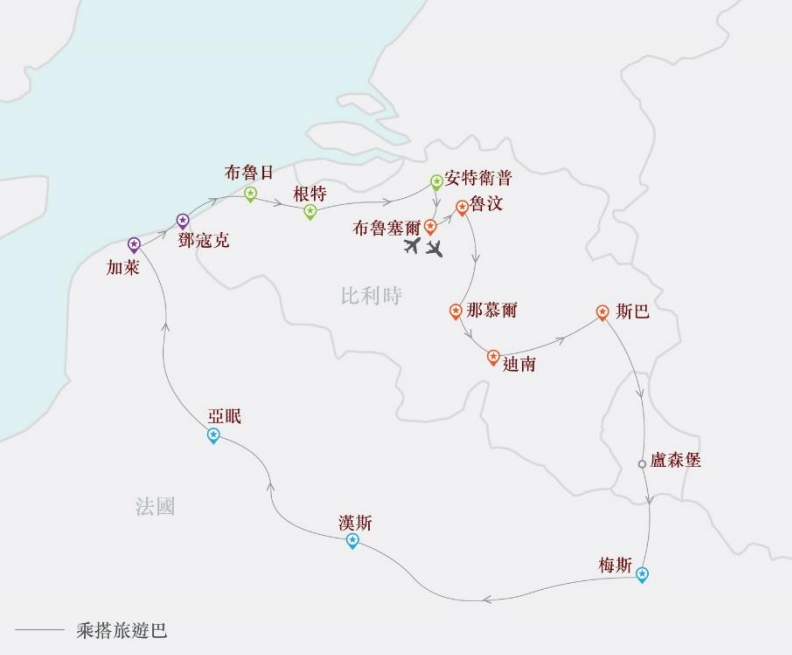 布魯日
安特衛普
根特
魯汶
布魯塞爾
鄧寇克
加萊
比利時
那慕爾
斯巴
迪南
亞眠
盧森堡
法國
漢斯
梅斯
乘搭旅遊巴